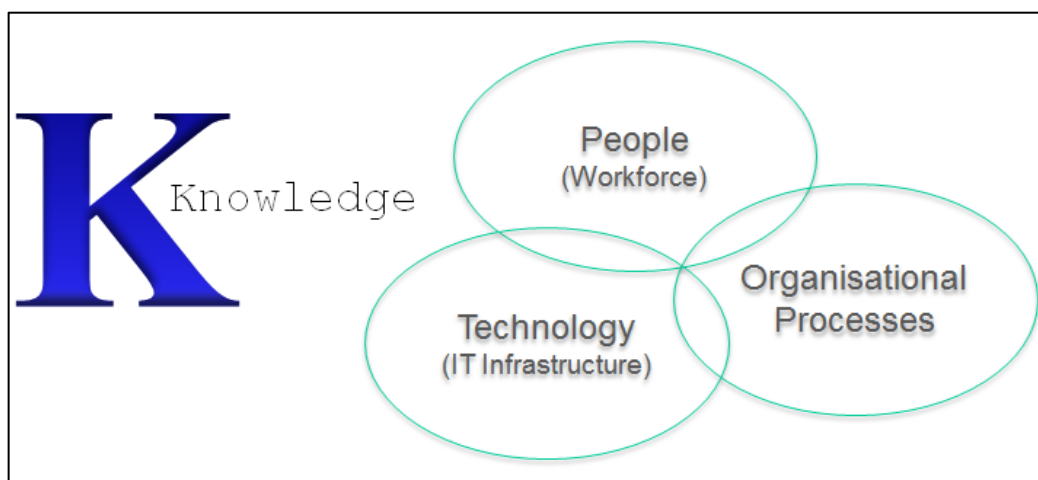 K
Knowledge
People
(Workforce)
Organisational
Processes
Technology
(IT Infrastructure)